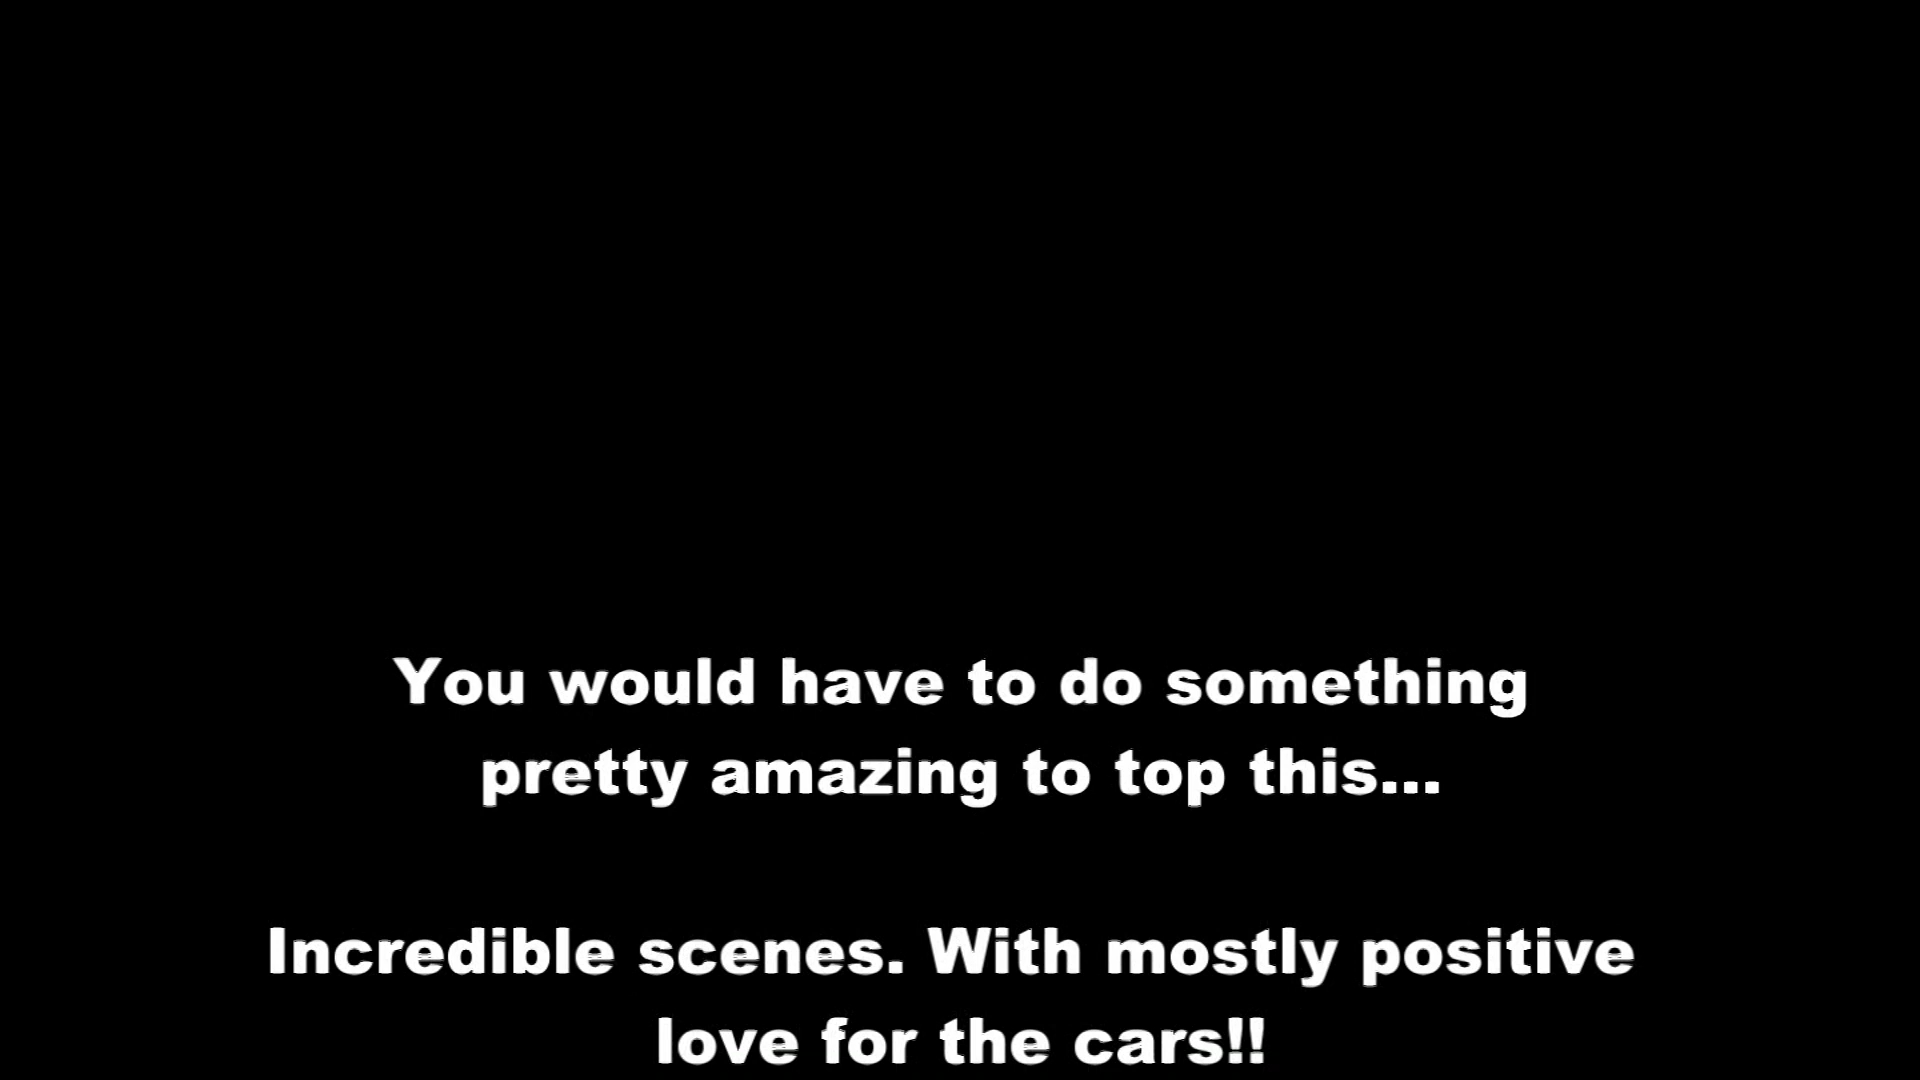 You would have to do something
pretty amazing to top this...
Incredible scenes. With mostly positive
love for the cars!!